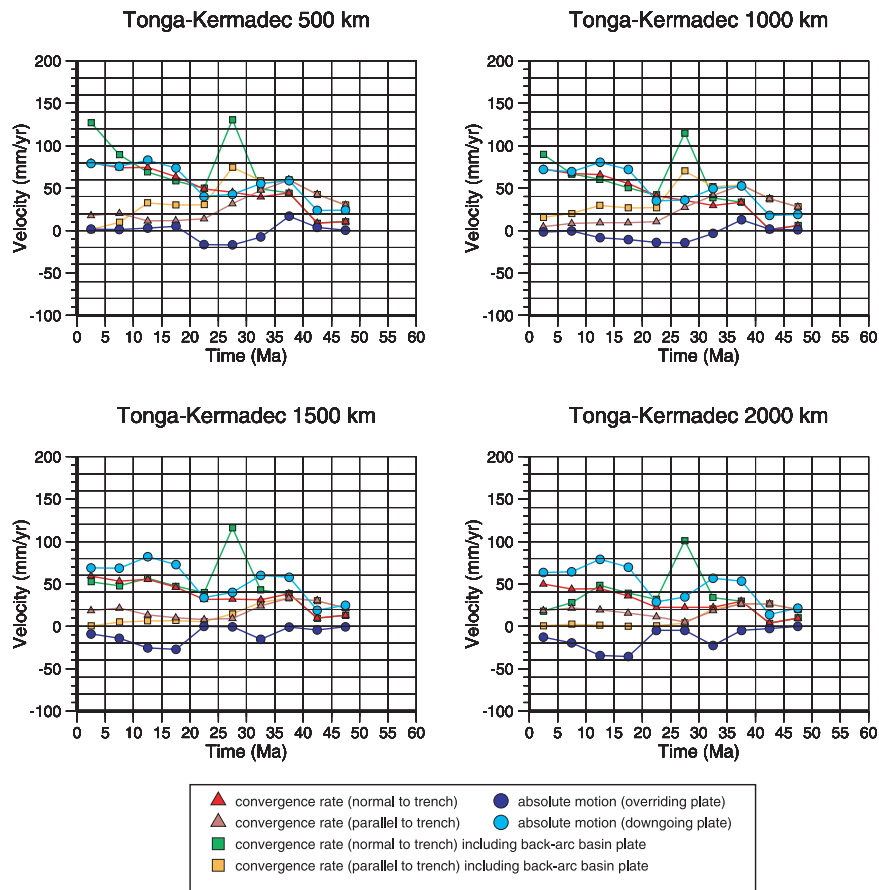 Tonga-Kermadec 500 km
Tonga-Kermadec 1000 km
200
150
100
50
0
-50
-100
Velocity (mm/yr)
0 5 10 15 20 25 30 35 40 45 50 55 60
Time (Ma)
200
150
100
50
0
-50
-100
Velocity (mm/yr)
0 5 10 15 20 25 30 35 40 45 50 55 60
Time (Ma)
Tonga-Kermadec 1500 km
Tonga-Kermadec 2000 km
200
150
100
50
0
-50
-100
Velocity (mm/yr)
0 5 10 15 20 25 30 35 40 45 50 55 60
Time (Ma)
200
150
100
50
0
-50
-100
Velocity (mm/yr)
0 5 10 15 20 25 30 35 40 45 50 55 60
Time (Ma)
convergence rate (normal to trench)
absolute motion (overriding plate)
convergence rate (parallel to trench)
absolute motion (downgoing plate)
convergence rate (normal to trench) including back-arc basin plate
convergence rate (parallel to trench) including back-arc basin plate